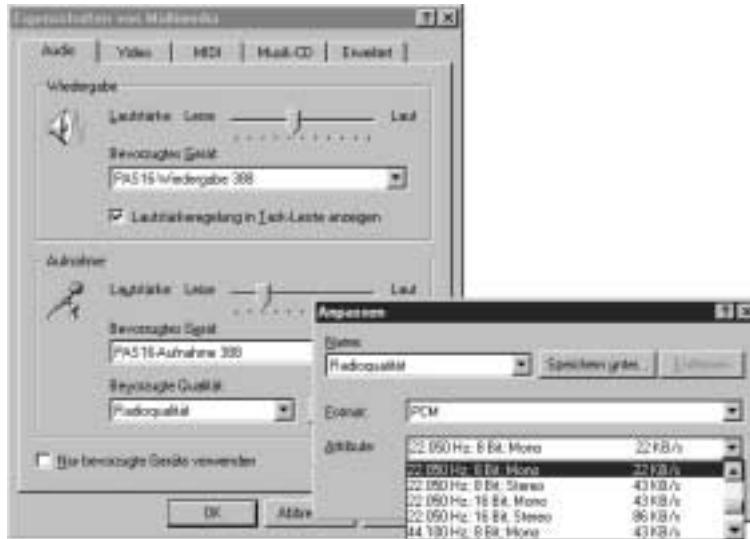 Eigenschaften von Multimedia
Audio Video MIDI Musik-CD Erweitert
Wiedergabe
Lautstärke Leise Laut
Bevorzugtes Gerät
PAS16-Wiedergabe 388
Lautstärkeregelung in Task-Leiste anzeigen
Aufnahme
Lautstärke Leise Laut
Bevorzugtes Gerät
PAS16-Aufnahme 388
Bevorzugte Qualität
Radioqualität
Nur bevorzugte Geräte verwenden
OK Abbre
Anpassen
Name:
Radioqualität Speichern unter... Entfernen
Format: PCM
Attribute: 22.050 Hz; 8 Bit; Mono 22 KB/s
22.050 Hz; 8 Bit; Mono 22 KB/s
22.050 Hz; 8 Bit; Stereo 43 KB/s
22.050 Hz; 16 Bit; Mono 43 KB/s
22.050 Hz; 16 Bit; Stereo 86 KB/s
44.100 Hz; 8 Bit; Mono 43 KB/s